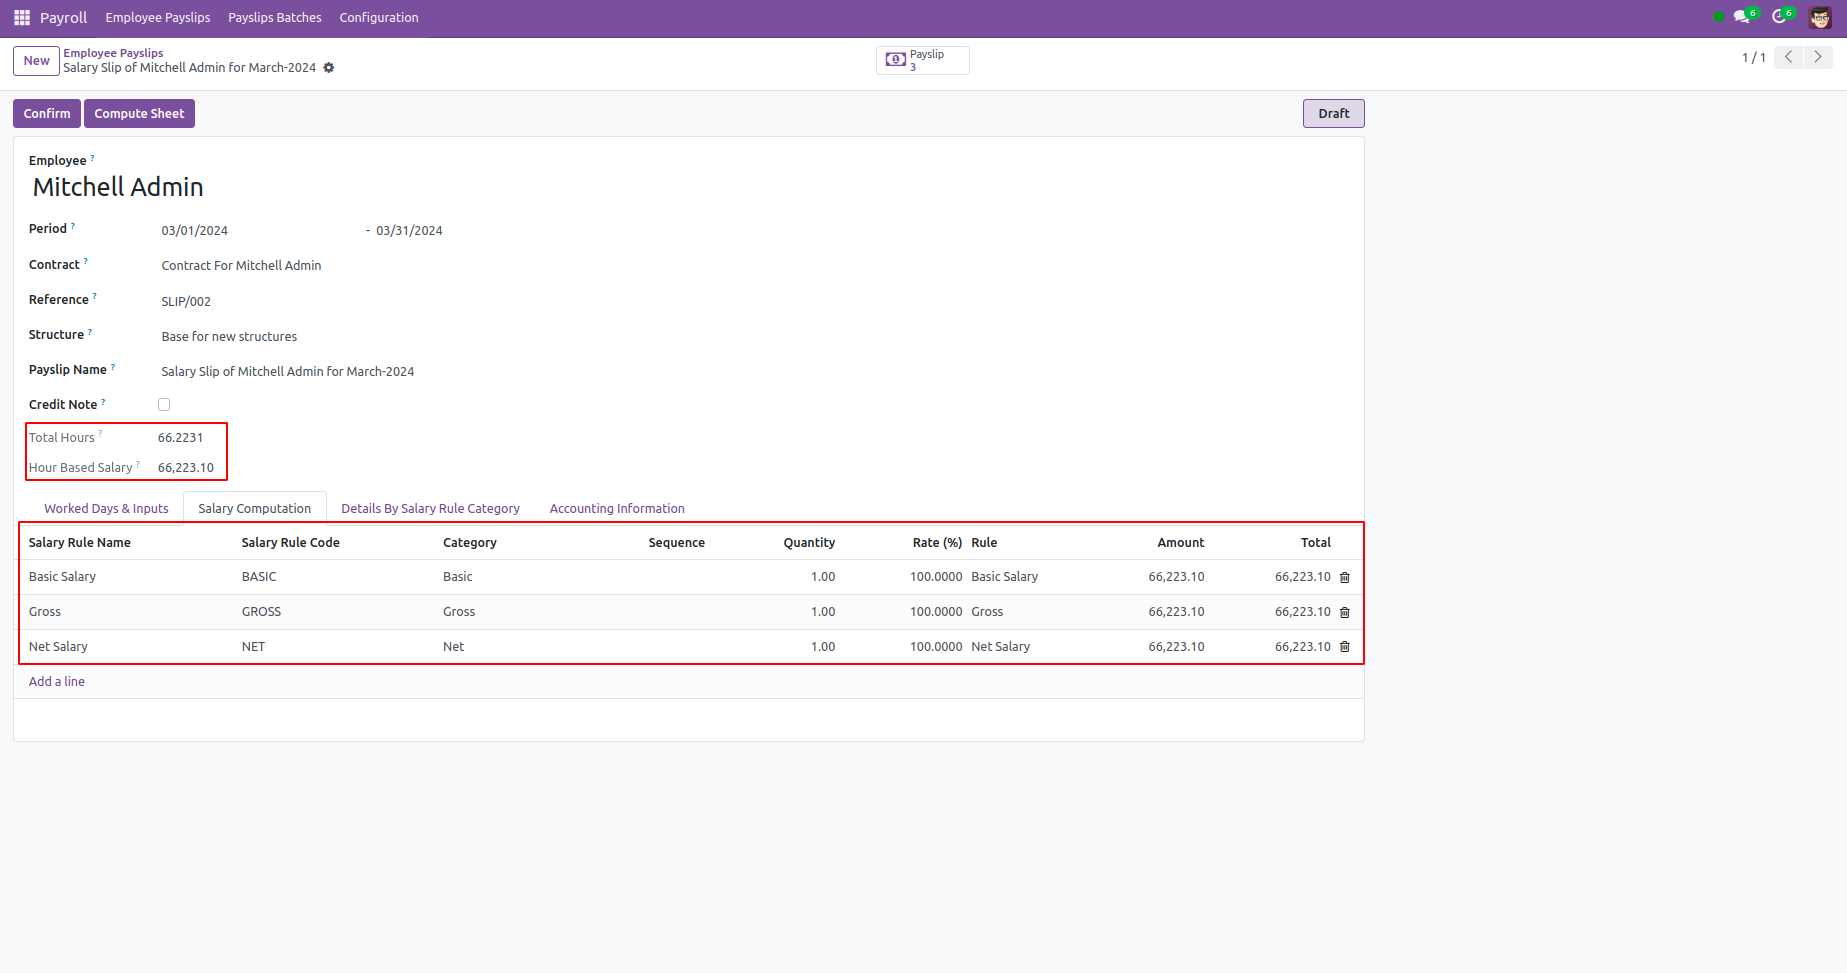 Payroll Employee Payslips Payslips Batches Configuration 6 6
New Employee Payslips
Salary Slip of Mitchell Admin for March-2024
Payslip
3
1 / 1
Confirm Compute Sheet Draft
Employee ?
Mitchell Admin
Period ? 03/01/2024 - 03/31/2024
Contract ? Contract For Mitchell Admin
Reference ? SLIP/002
Structure ? Base for new structures
Payslip Name ? Salary Slip of Mitchell Admin for March-2024
Credit Note ?
Total Hours ? 66.2231
Hour Based Salary ? 66,223.10
Worked Days & Inputs Salary Computation Details By Salary Rule Category Accounting Information
Salary Rule Name Salary Rule Code Category Sequence Quantity Rate (%) Rule Amount Total
Basic Salary BASIC Basic 1.00 100.0000 Basic Salary 66,223.10 66,223.10
Gross GROSS Gross 1.00 100.0000 Gross 66,223.10 66,223.10
Net Salary NET Net 1.00 100.0000 Net Salary 66,223.10 66,223.10
Add a line